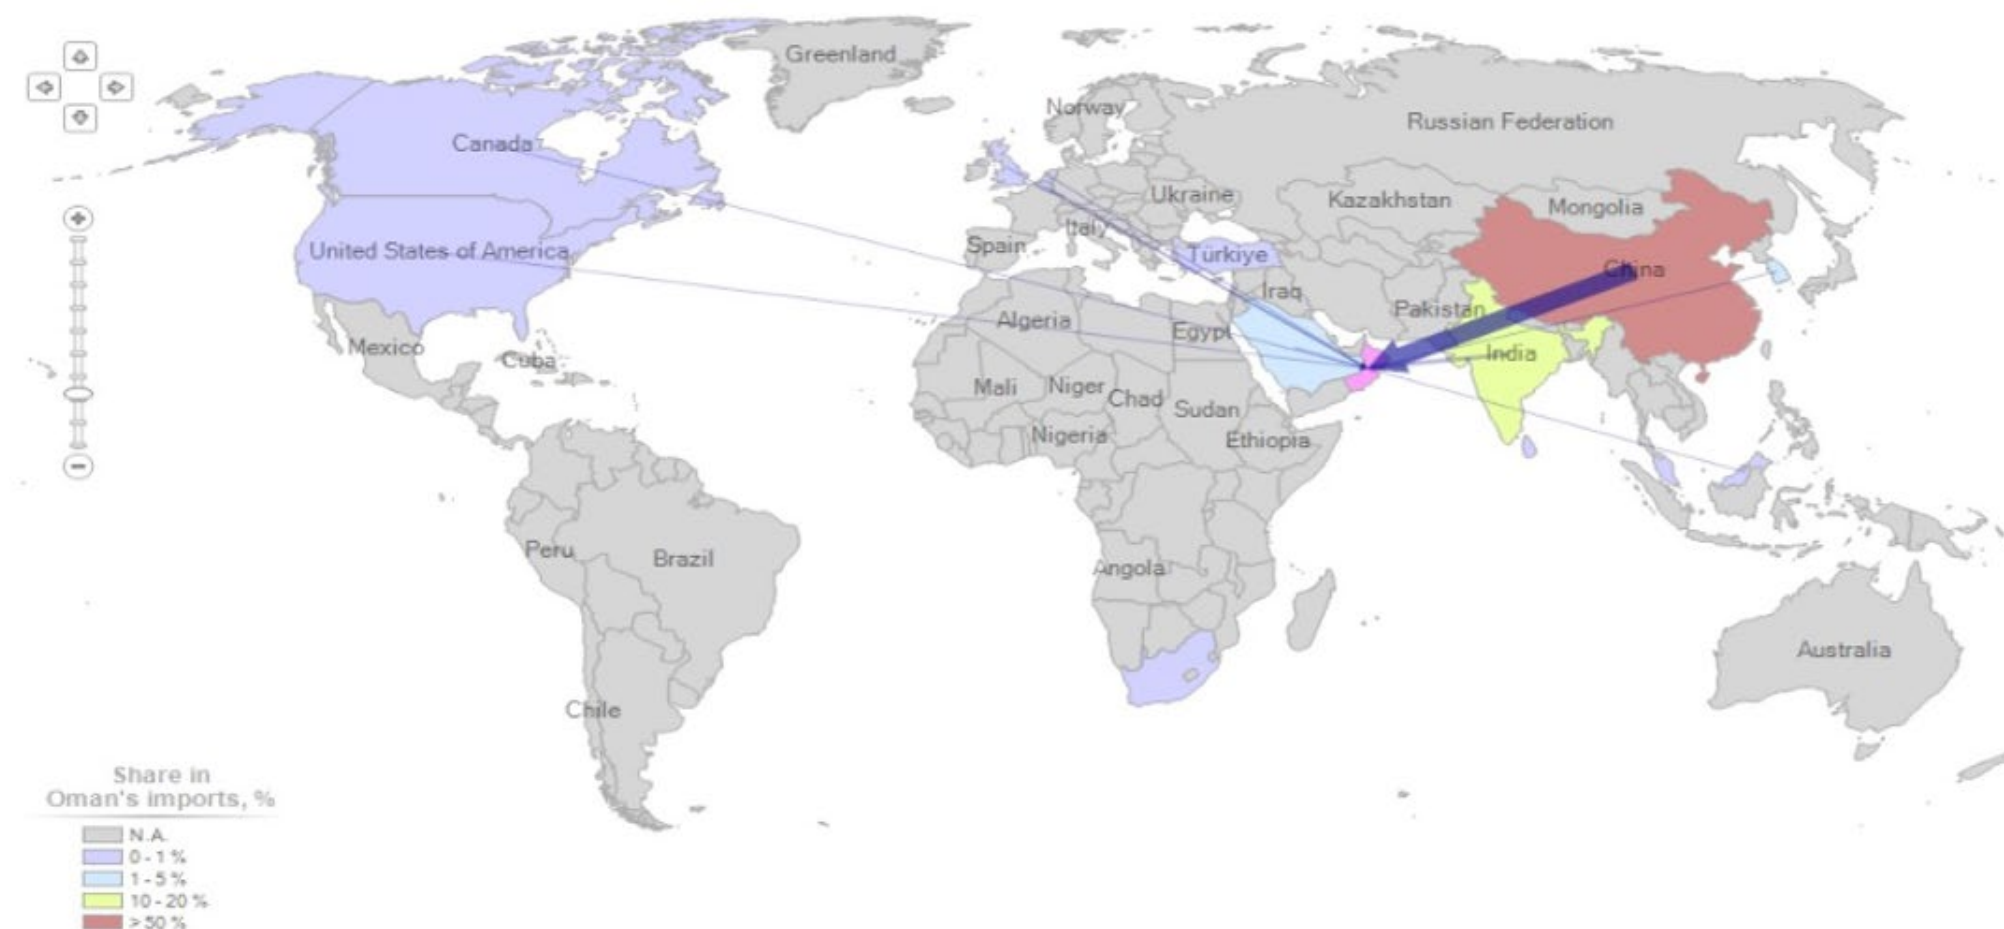 Greenland
Norway
Russian Federation
Canada
Ukraine
Kazakhstan
Mongolia
Italy
Spain
United States of America
Türkiye
China
Iraq
Pakistan
Algeria
Egypt
Mexico
Cuba
India
Mali
Niger
Chad
Sudan
Nigeria
Ethiopia
Peru
Brazil
Angola
Australia
Chile
Share in
Oman's imports, %
N.A.
0 - 1 %
1 - 5 %
10 - 20 %
> 50 %